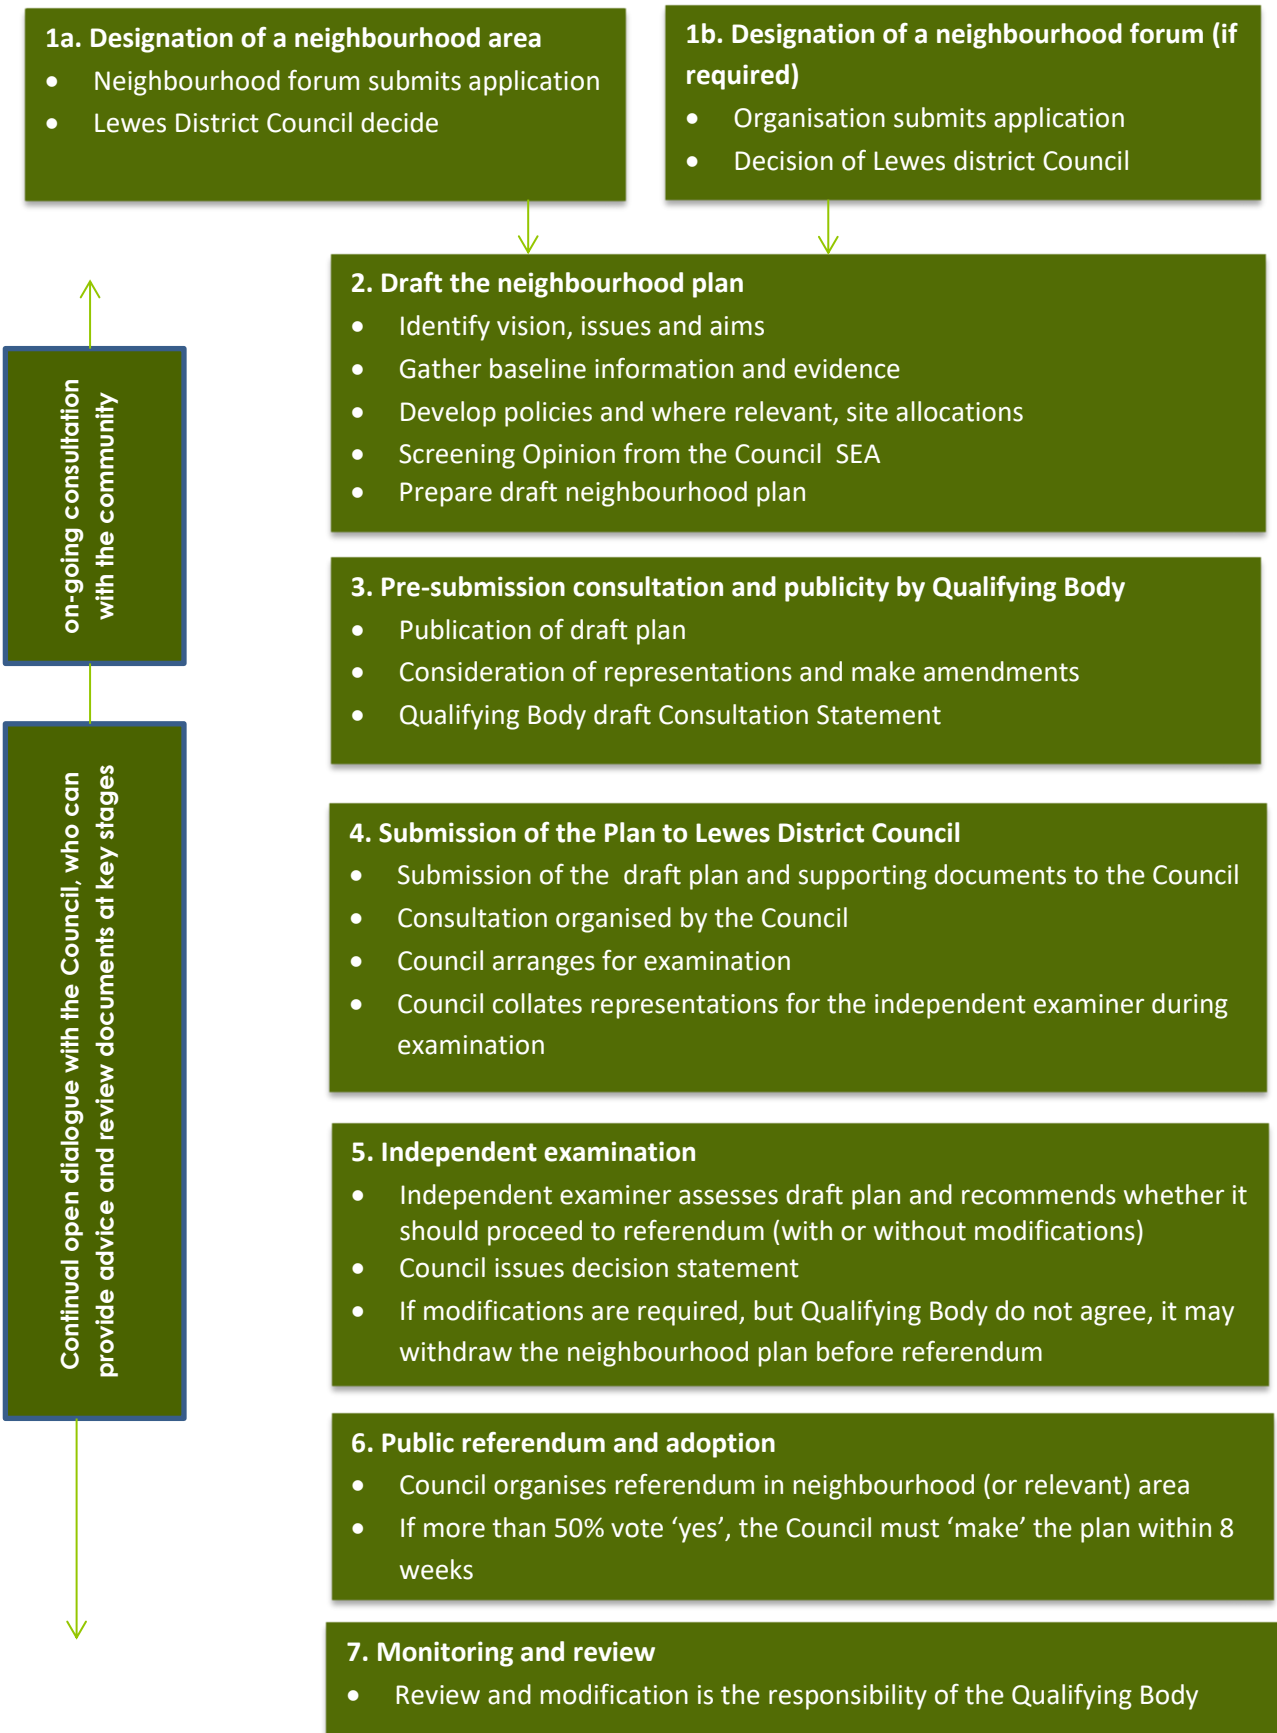 1a. Designation of a neighbourhood area
• Neighbourhood forum submits application
• Lewes District Council decide
1b. Designation of a neighbourhood forum (if
required)
• Organisation submits application
• Decision of Lewes district Council
on-going consultation
with the community
Continual open dialogue with the Council, who can
provide advice and review documents at key stages
2. Draft the neighbourhood plan
• Identify vision, issues and aims
• Gather baseline information and evidence
• Develop policies and where relevant, site allocations
• Screening Opinion from the Council  SEA
• Prepare draft neighbourhood plan
3. Pre-submission consultation and publicity by Qualifying Body
• Publication of draft plan
• Consideration of representations and make amendments
• Qualifying Body draft Consultation Statement
4. Submission of the Plan to Lewes District Council
• Submission of the  draft plan and supporting documents to the Council
• Consultation organised by the Council
• Council arranges for examination
• Council collates representations for the independent examiner during
examination
5. Independent examination
• Independent examiner assesses draft plan and recommends whether it
should proceed to referendum (with or without modifications)
• Council issues decision statement
• If modifications are required, but Qualifying Body do not agree, it may
withdraw the neighbourhood plan before referendum
6. Public referendum and adoption
• Council organises referendum in neighbourhood (or relevant) area
• If more than 50% vote ‘yes’, the Council must ‘make’ the plan within 8
weeks
7. Monitoring and review
• Review and modification is the responsibility of the Qualifying Body